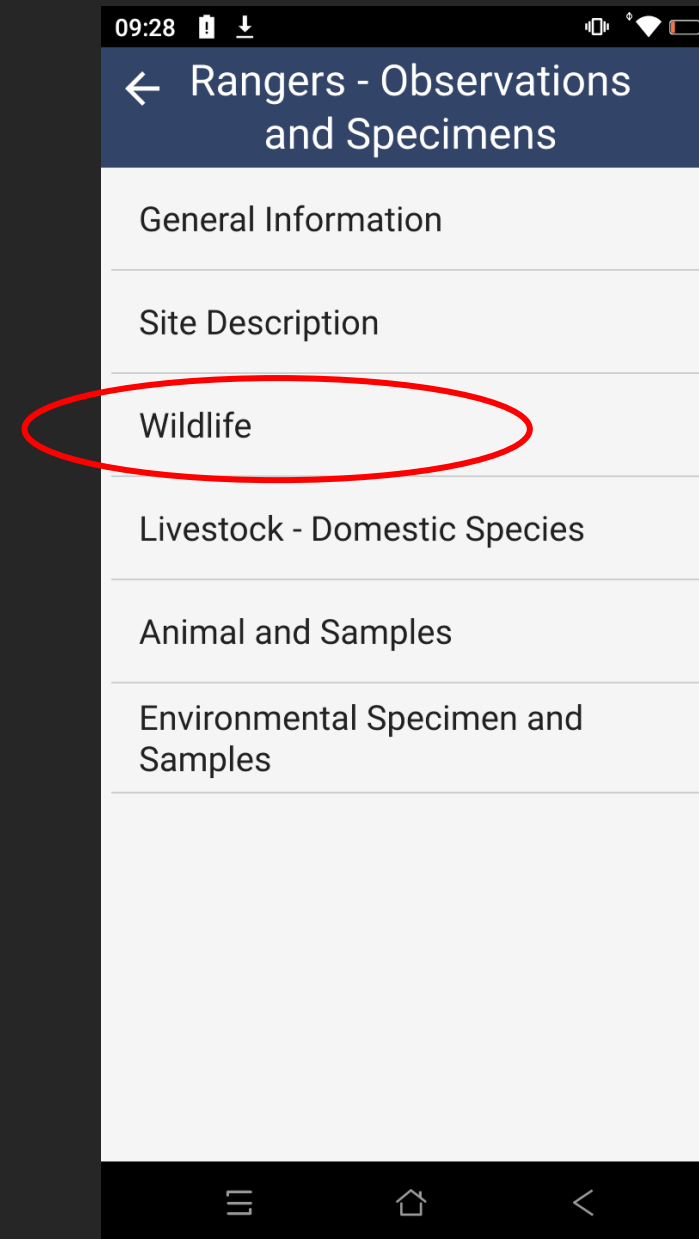 09:28
Rangers - Observations
and Specimens
General Information
Site Description
Wildlife
Livestock - Domestic Species
Animal and Samples
Environmental Specimen and
Samples